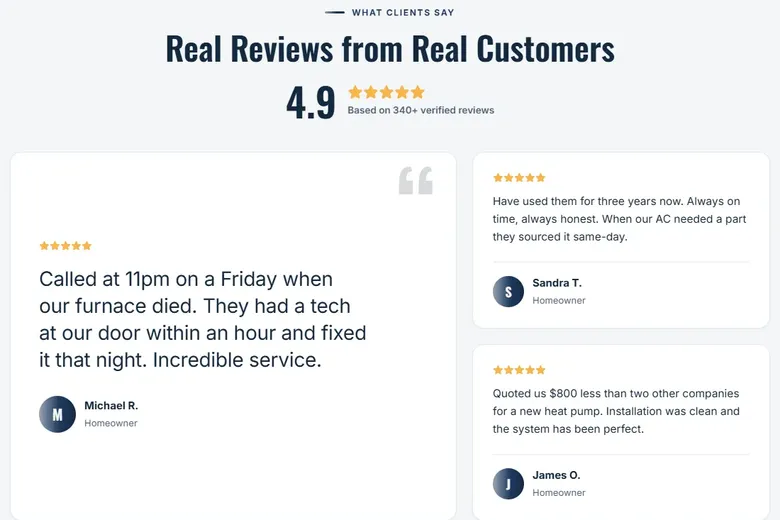 WHAT CLIENTS SAY
Real Reviews from Real Customers
4.9
Based on 340+ verified reviews
“
Called at 11pm on a Friday when
our furnace died. They had a tech
at our door within an hour and fixed
it that night. Incredible service.
M
Michael R.
Homeowner
Have used them for three years now. Always on
time, always honest. When our AC needed a part
they sourced it same-day.
S
Sandra T.
Homeowner
Quoted us $800 less than two other companies
for a new heat pump. Installation was clean and
the system has been perfect.
J
James O.
Homeowner